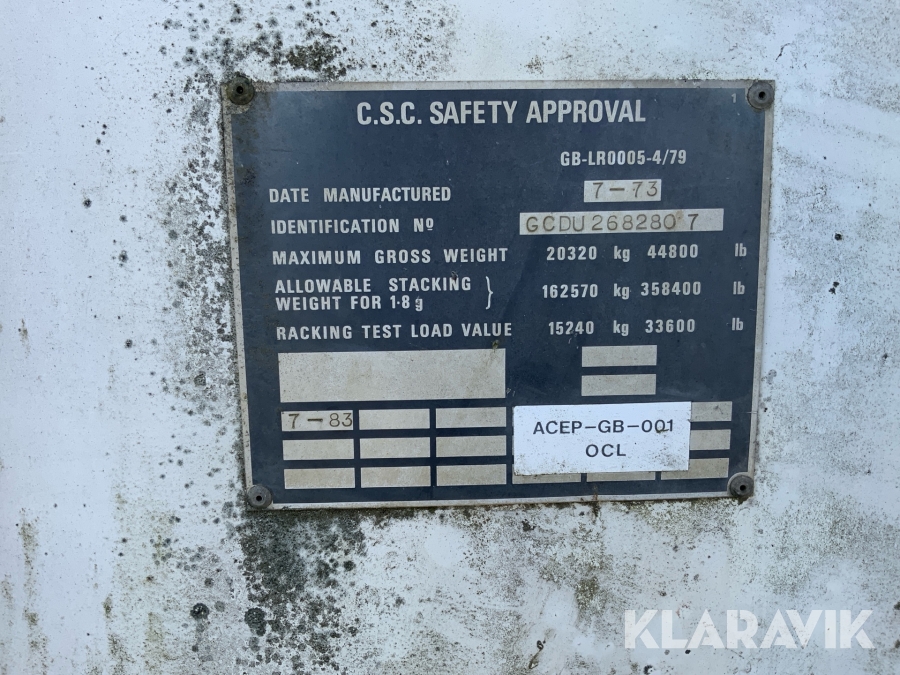 C.S.C. SAFETY APPROVAL
1
GB-LR0005-4/79
DATE MANUFACTURED 7-73
IDENTIFICATION Nº GCDU 268280 7
MAXIMUM GROSS WEIGHT 20320 kg 44800 lb
ALLOWABLE STACKING
WEIGHT FOR 1·8 g } 162570 kg 358400 lb
RACKING TEST LOAD VALUE 15240 kg 33600 lb
7-83
ACEP-GB-001
OCL
KLARAVIK